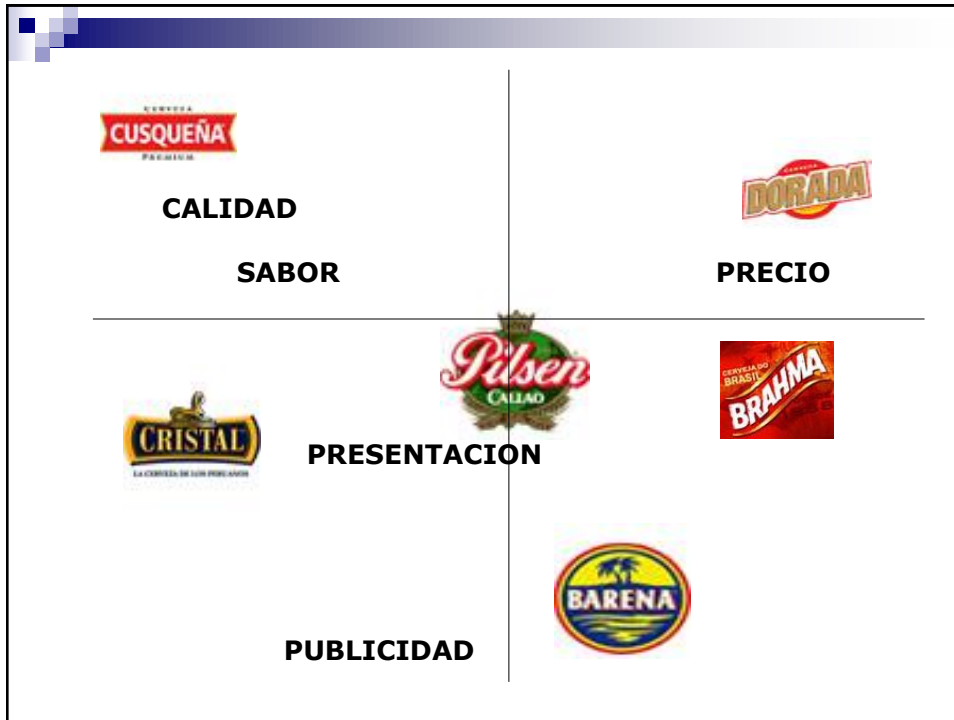 CERVEZA
CUSQUEÑA
PREMIUM
CALIDAD
SABOR
CERVEZA
DORADA
PRECIO
Pilsen
CALLAO
CERVEJA DO
BRASIL
BRAHMA
CRISTAL
LA CERVEZA DE LOS PERUANOS
PRESENTACION
BARENA
PUBLICIDAD